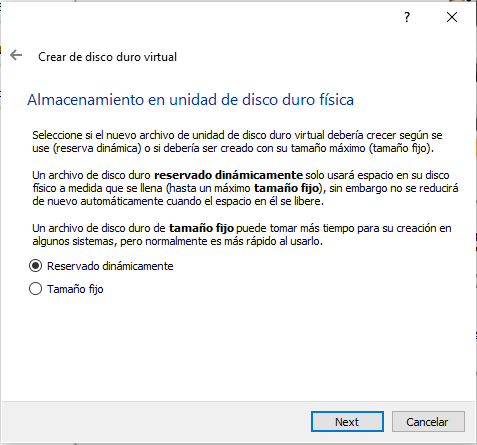 ?
Crear de disco duro virtual
Almacenamiento en unidad de disco duro física
Seleccione si el nuevo archivo de unidad de disco duro virtual debería crecer según se
use (reserva dinámica) o si debería ser creado con su tamaño máximo (tamaño fijo).
Un archivo de disco duro reservado dinámicamente solo usará espacio en su disco
físico a medida que se llena (hasta un máximo tamaño fijo), sin embargo no se reducirá
de nuevo automáticamente cuando el espacio en él se libere.
Un archivo de disco duro de tamaño fijo puede tomar más tiempo para su creación en
algunos sistemas, pero normalmente es más rápido al usarlo.
Reservado dinámicamente
Tamaño fijo
Next Cancelar